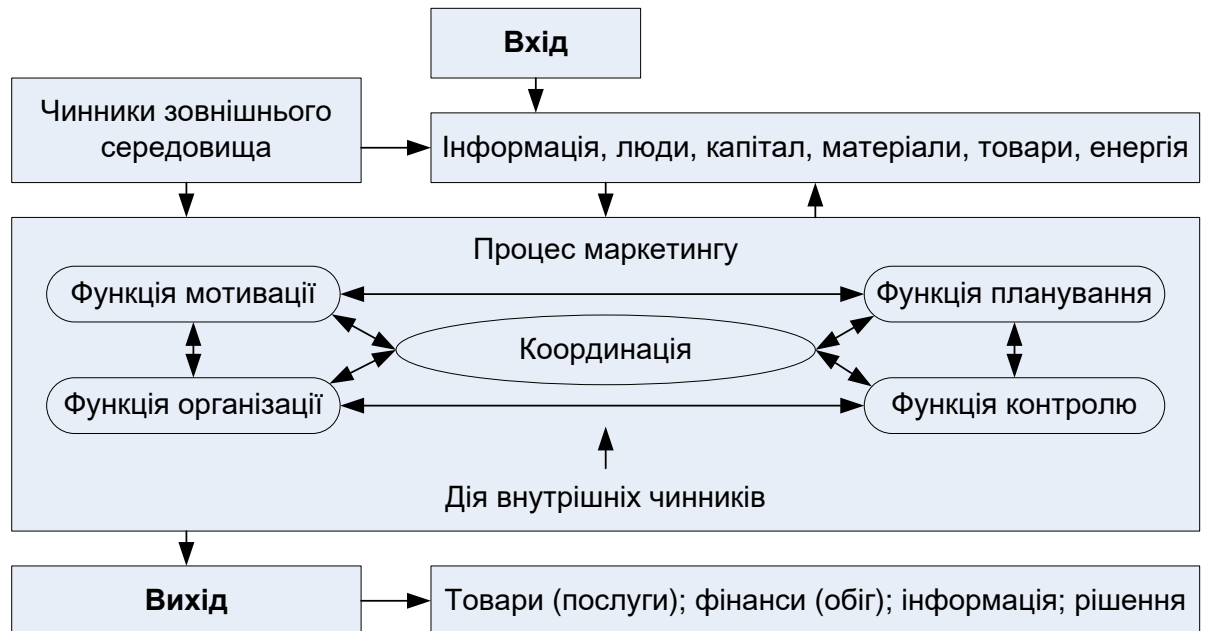 Вхід
Чинники зовнішнього
середовища
Інформація, люди, капітал, матеріали, товари, енергія
Процес маркетингу
Функція мотивації
Функція планування
Координація
Функція організації
Функція контролю
Дія внутрішніх чинників
Вихід
Товари (послуги); фінанси (обіг); інформація; рішення